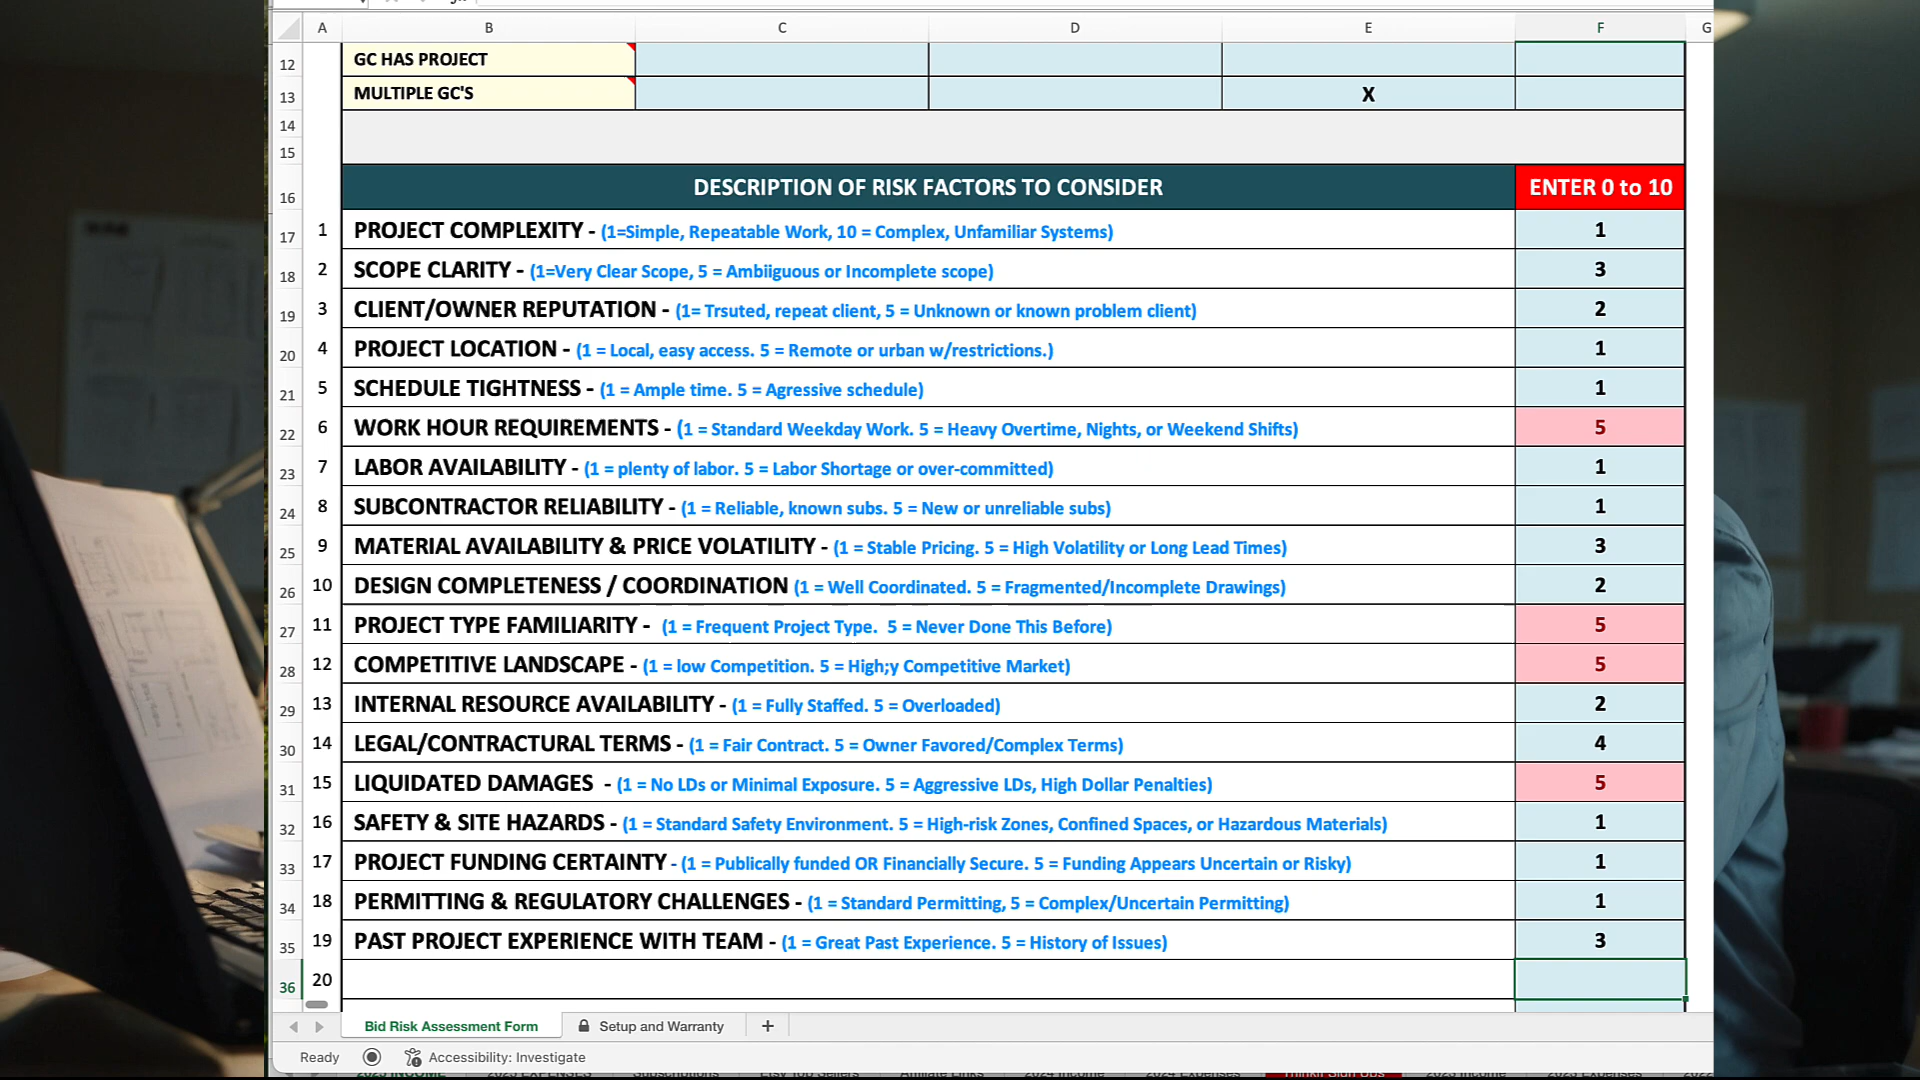 A B C D E F G
12 GC HAS PROJECT
13 MULTIPLE GC'S X
14
15
16 DESCRIPTION OF RISK FACTORS TO CONSIDER ENTER 0 to 10
17 1 PROJECT COMPLEXITY - (1=Simple, Repeatable Work, 10 = Complex, Unfamiliar Systems) 1
18 2 SCOPE CLARITY - (1=Very Clear Scope, 5 = Ambiiguous or Incomplete scope) 3
19 3 CLIENT/OWNER REPUTATION - (1= Trsuted, repeat client, 5 = Unknown or known problem client) 2
20 4 PROJECT LOCATION - (1 = Local, easy access. 5 = Remote or urban w/restrictions.) 1
21 5 SCHEDULE TIGHTNESS - (1 = Ample time. 5 = Agressive schedule) 1
22 6 WORK HOUR REQUIREMENTS - (1 = Standard Weekday Work. 5 = Heavy Overtime, Nights, or Weekend Shifts) 5
23 7 LABOR AVAILABILITY - (1 = plenty of labor. 5 = Labor Shortage or over-committed) 1
24 8 SUBCONTRACTOR RELIABILITY - (1 = Reliable, known subs. 5 = New or unreliable subs) 1
25 9 MATERIAL AVAILABILITY & PRICE VOLATILITY - (1 = Stable Pricing. 5 = High Volatility or Long Lead Times) 3
26 10 DESIGN COMPLETENESS / COORDINATION (1 = Well Coordinated. 5 = Fragmented/Incomplete Drawings) 2
27 11 PROJECT TYPE FAMILIARITY - (1 = Frequent Project Type. 5 = Never Done This Before) 5
28 12 COMPETITIVE LANDSCAPE - (1 = low Competition. 5 = High;y Competitive Market) 5
29 13 INTERNAL RESOURCE AVAILABILITY - (1 = Fully Staffed. 5 = Overloaded) 2
30 14 LEGAL/CONTRACTURAL TERMS - (1 = Fair Contract. 5 = Owner Favored/Complex Terms) 4
31 15 LIQUIDATED DAMAGES - (1 = No LDs or Minimal Exposure. 5 = Aggressive LDs, High Dollar Penalties) 5
32 16 SAFETY & SITE HAZARDS - (1 = Standard Safety Environment. 5 = High-risk Zones, Confined Spaces, or Hazardous Materials) 1
33 17 PROJECT FUNDING CERTAINTY - (1 = Publically funded OR Financially Secure. 5 = Funding Appears Uncertain or Risky) 1
34 18 PERMITTING & REGULATORY CHALLENGES - (1 = Standard Permitting, 5 = Complex/Uncertain Permitting) 1
35 19 PAST PROJECT EXPERIENCE WITH TEAM - (1 = Great Past Experience. 5 = History of Issues) 3
36 20
Bid Risk Assessment Form Setup and Warranty +
Ready Accessibility: Investigate